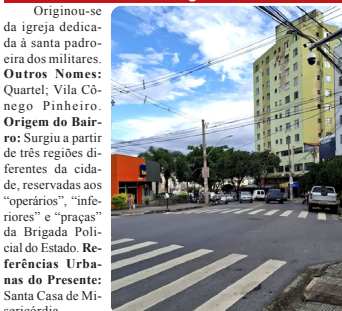 Originou-se
da igreja dedica-
da à santa padro-
eira dos militares.
Outros Nomes:
Quartel; Vila Cô-
nego Pinheiro.
Origem do Bair-
ro: Surgiu a partir
de três regiões di-
ferentes da cida-
de, reservadas aos
“operários”, “infe-
riores” e “praças”
da Brigada Poli-
cial do Estado. Re-
ferências Urba-
nas do Presente:
Santa Casa de Mi-
sericórdia